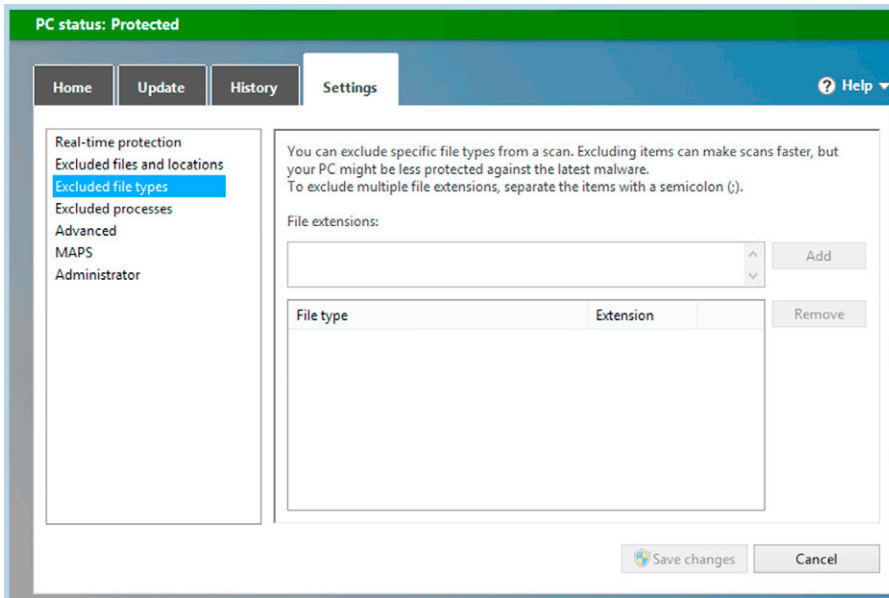 PC status: Protected
Home
Update
History
Settings
Help
Real-time protection
Excluded files and locations
Excluded file types
Excluded processes
Advanced
MAPS
Administrator
You can exclude specific file types from a scan. Excluding items can make scans faster, but
your PC might be less protected against the latest malware.
To exclude multiple file extensions, separate the items with a semicolon (;).
File extensions:
Add
File type
Extension
Remove
Save changes
Cancel